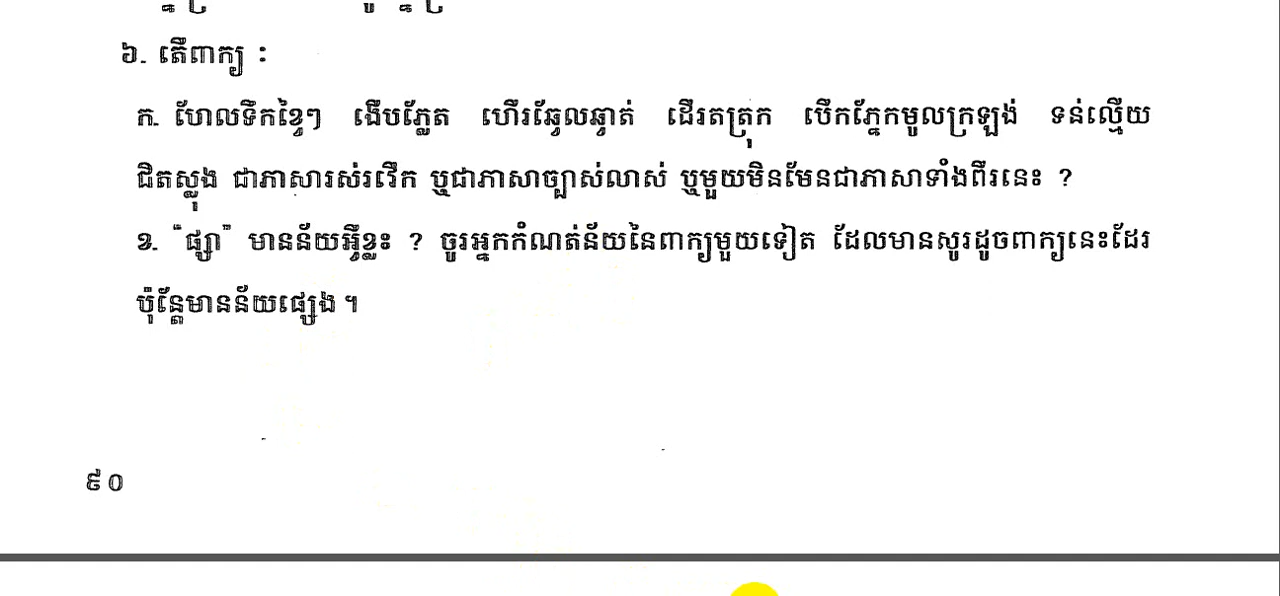 ៦. តើពាក្យ :
ក. ហែលទឹកខ្វៃៗ ងើបភ្លែត ហើរឆ្វែលឆ្វាត់ ដើរតត្រុក បើកភ្នែកមូលក្រឡង់ ទន់ល្មើយ
ជិតស្លុង ជាភាសារស់រវើក ឬជាភាសាច្បាស់លាស់ ឬមួយមិនមែនជាភាសាទាំងពីរនេះ ?
ខ. "ផ្សា" មានន័យអ្វីខ្លះ ? ចូរអ្នកកំណត់ន័យនៃពាក្យមួយទៀត ដែលមានសូរដូចពាក្យនេះដែរ
ប៉ុន្តែមានន័យផ្សេង ។
៩០